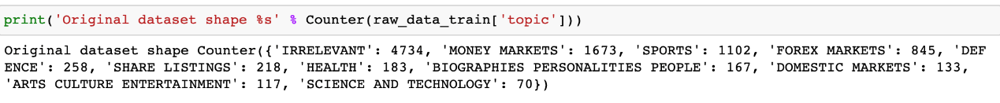 print('Original dataset shape %s' % Counter(raw_data_train['topic']))
Original dataset shape Counter({'IRRELEVANT': 4734, 'MONEY MARKETS': 1673, 'SPORTS': 1102, 'FOREX MARKETS': 845, 'DEF
ENCE': 258, 'SHARE LISTINGS': 218, 'HEALTH': 183, 'BIOGRAPHIES PERSONALITIES PEOPLE': 167, 'DOMESTIC MARKETS': 133,
'ARTS CULTURE ENTERTAINMENT': 117, 'SCIENCE AND TECHNOLOGY': 70})